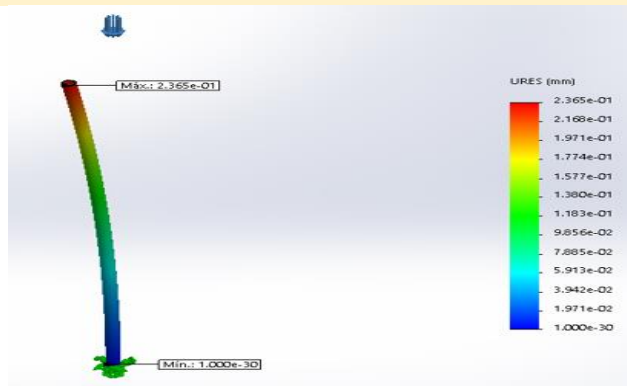 Máx.: 2.365e-01
Mín.: 1.000e-30
URES (mm)
2.365e-01
2.168e-01
1.971e-01
1.774e-01
1.577e-01
1.380e-01
1.183e-01
9.856e-02
7.885e-02
5.913e-02
3.942e-02
1.971e-02
1.000e-30